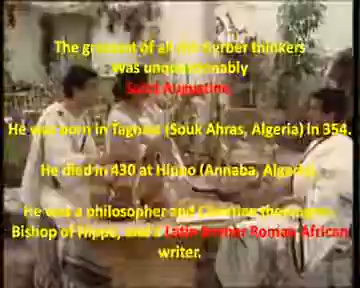 The greatest of all the Berber thinkers
was unquestionably
Saint Augustine.
He was born in Tagaste (Souk Ahras, Algeria) in 354.
He died in 430 at Hippo (Annaba, Algeria)
He was a philosopher and Christian theologian,
Bishop of Hippo, and a Latin Berber Roman African
writer.